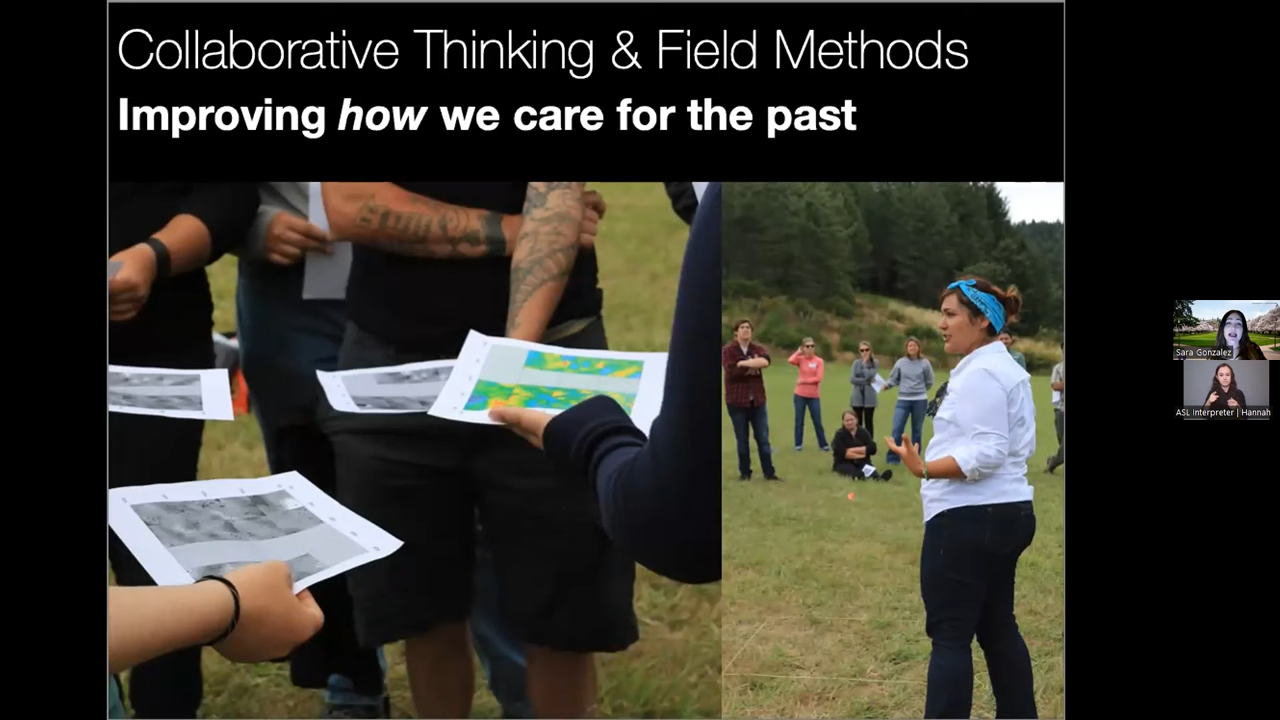 Collaborative Thinking & Field Methods
Improving how we care for the past
Sara Gonzalez
ASL Interpreter | Hannah